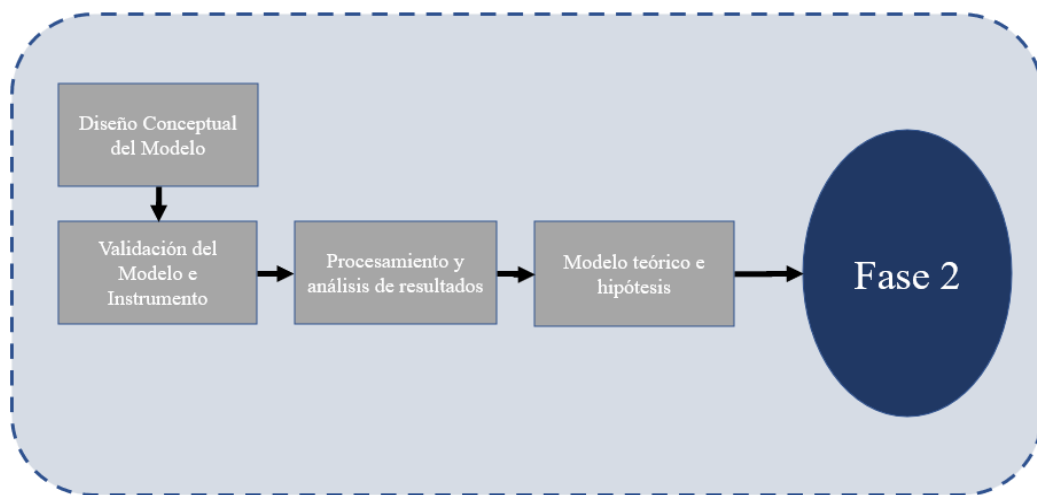 Diseño Conceptual
del Modelo
Validación del
Modelo e
Instrumento
Procesamiento y
análisis de resultados
Modelo teórico e
hipótesis
Fase 2